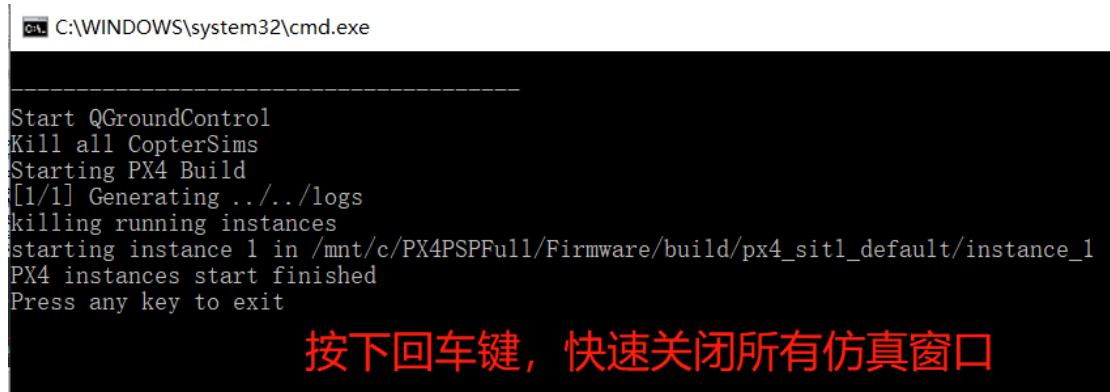 C:\WINDOWS\system32\cmd.exe
---------------------------------------
Start QGroundControl
Kill all CopterSims
Starting PX4 Build
[1/1] Generating ../../logs
killing running instances
starting instance 1 in /mnt/c/PX4PSPFull/Firmware/build/px4_sitl_default/instance_1
PX4 instances start finished
Press any key to exit
按下回车键，快速关闭所有仿真窗口